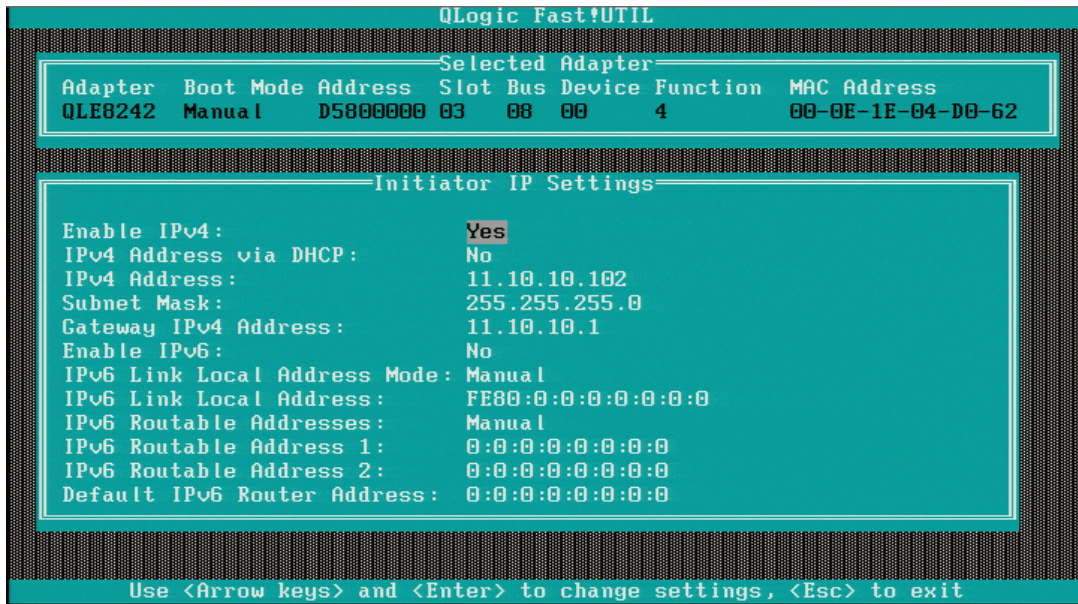 QLogic Fast!UTIL
Selected Adapter
Adapter Boot Mode Address Slot Bus Device Function MAC Address
QLE8242 Manual D5800000 03 08 00 4 00-0E-1E-04-D0-62
Initiator IP Settings
Enable IPv4: Yes
IPv4 Address via DHCP: No
IPv4 Address: 11.10.10.102
Subnet Mask: 255.255.255.0
Gateway IPv4 Address: 11.10.10.1
Enable IPv6: No
IPv6 Link Local Address Mode: Manual
IPv6 Link Local Address: FE80:0:0:0:0:0:0:0
IPv6 Routable Addresses: Manual
IPv6 Routable Address 1: 0:0:0:0:0:0:0:0
IPv6 Routable Address 2: 0:0:0:0:0:0:0:0
Default IPv6 Router Address: 0:0:0:0:0:0:0:0
Use <Arrow keys> and <Enter> to change settings, <Esc> to exit